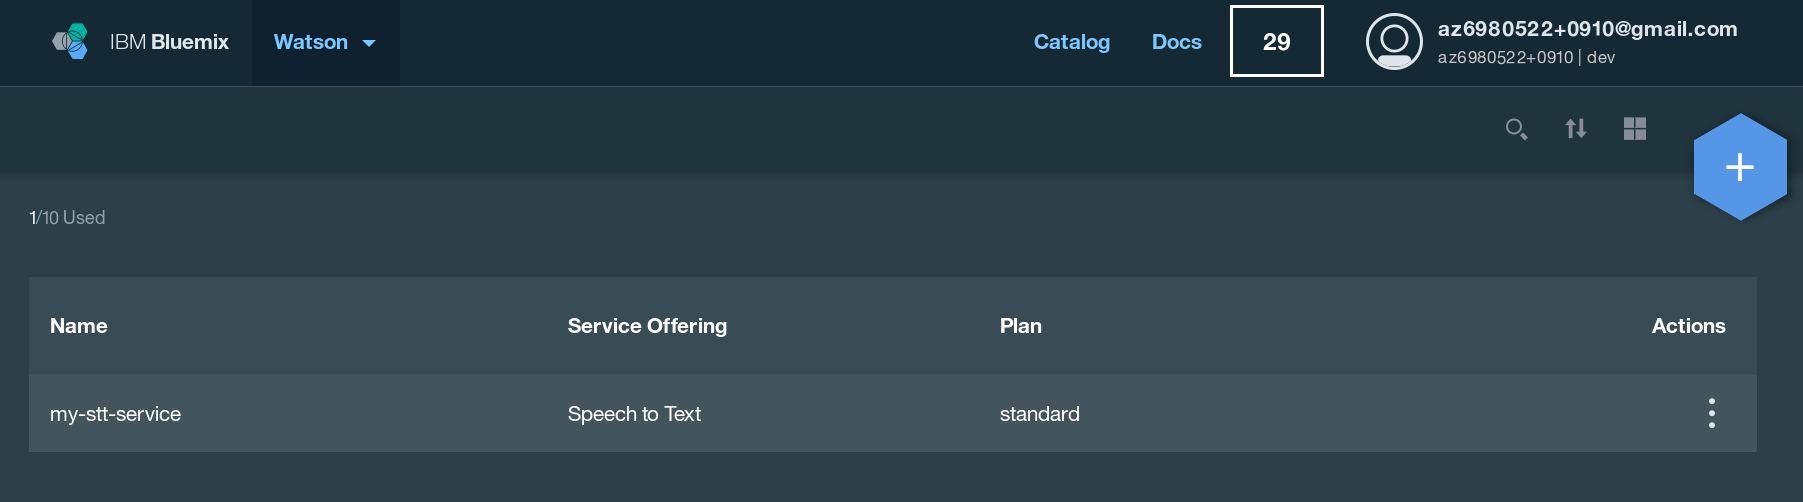 IBM Bluemix Watson Catalog Docs 29 az6980522+0910@gmail.com
az6980522+0910 | dev
1/10 Used
Name Service Offering Plan Actions
my-stt-service Speech to Text standard